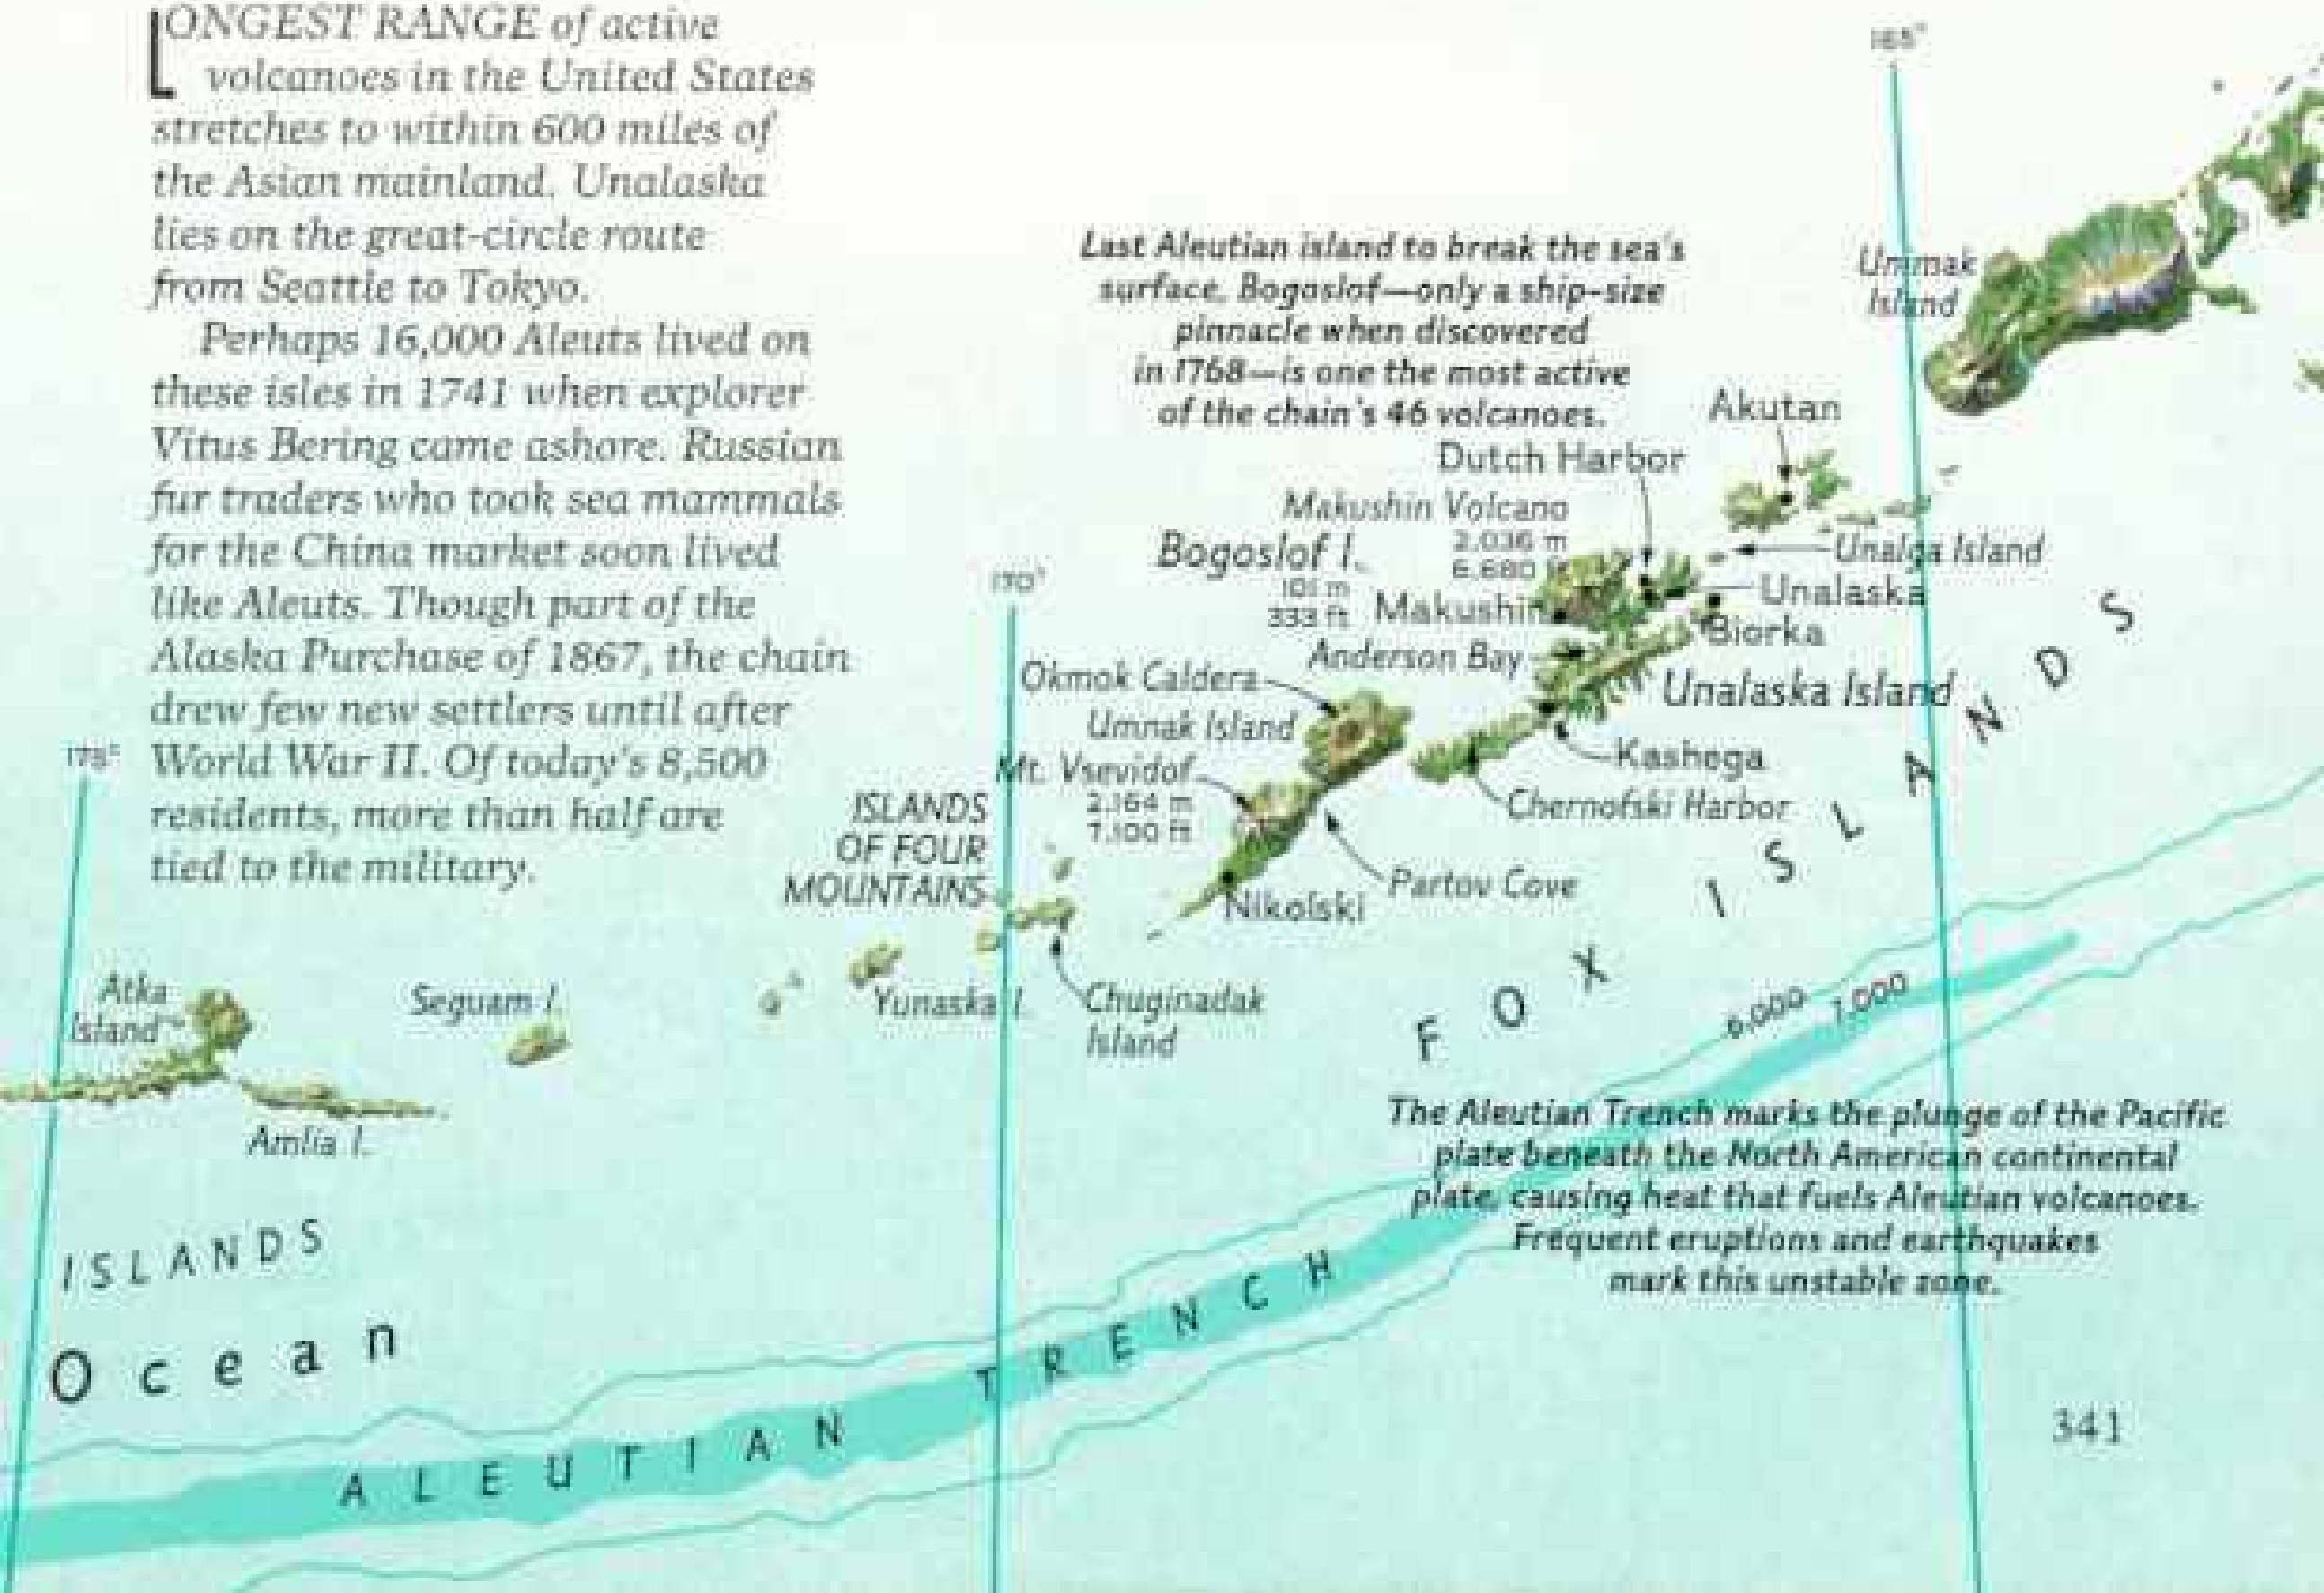 LONGEST RANGE of active
volcanoes in the United States
stretches to within 600 miles of
the Asian mainland. Unalaska
lies on the great-circle route
from Seattle to Tokyo.
Perhaps 16,000 Aleuts lived on
these isles in 1741 when explorer
Vitus Bering came ashore. Russian
fur traders who took sea mammals
for the China market soon lived
like Aleuts. Though part of the
Alaska Purchase of 1867, the chain
drew few new settlers until after
World War II. Of today's 8,500
residents, more than half are
tied to the military.
165°
Last Aleutian island to break the sea's
surface, Bogoslof—only a ship-size
pinnacle when discovered
in 1768—is one the most active
of the chain's 46 volcanoes.
Unimak
Island
Akutan
Dutch Harbor
Makushin Volcano
2,036 m
6,680 ft
Bogoslof I.
101 m
333 ft
Unalga Island
Unalaska
Makushin
Biorka
Anderson Bay
Unalaska Island
170°
Okmok Caldera
Umnak Island
Mt. Vsevidof
2,164 m
7,100 ft
Kashega
Chernofski Harbor
175°
ISLANDS
OF FOUR
MOUNTAINS
Partov Cove
Nikolski
FOX ISLANDS
Atka
Island
Seguam I.
Yunaska I.
Chuginadak
Island
Amlia I.
6,000
7,000
The Aleutian Trench marks the plunge of the Pacific
plate beneath the North American continental
plate, causing heat that fuels Aleutian volcanoes.
Frequent eruptions and earthquakes
mark this unstable zone.
ISLANDS
Ocean
ALEUTIAN TRENCH
341